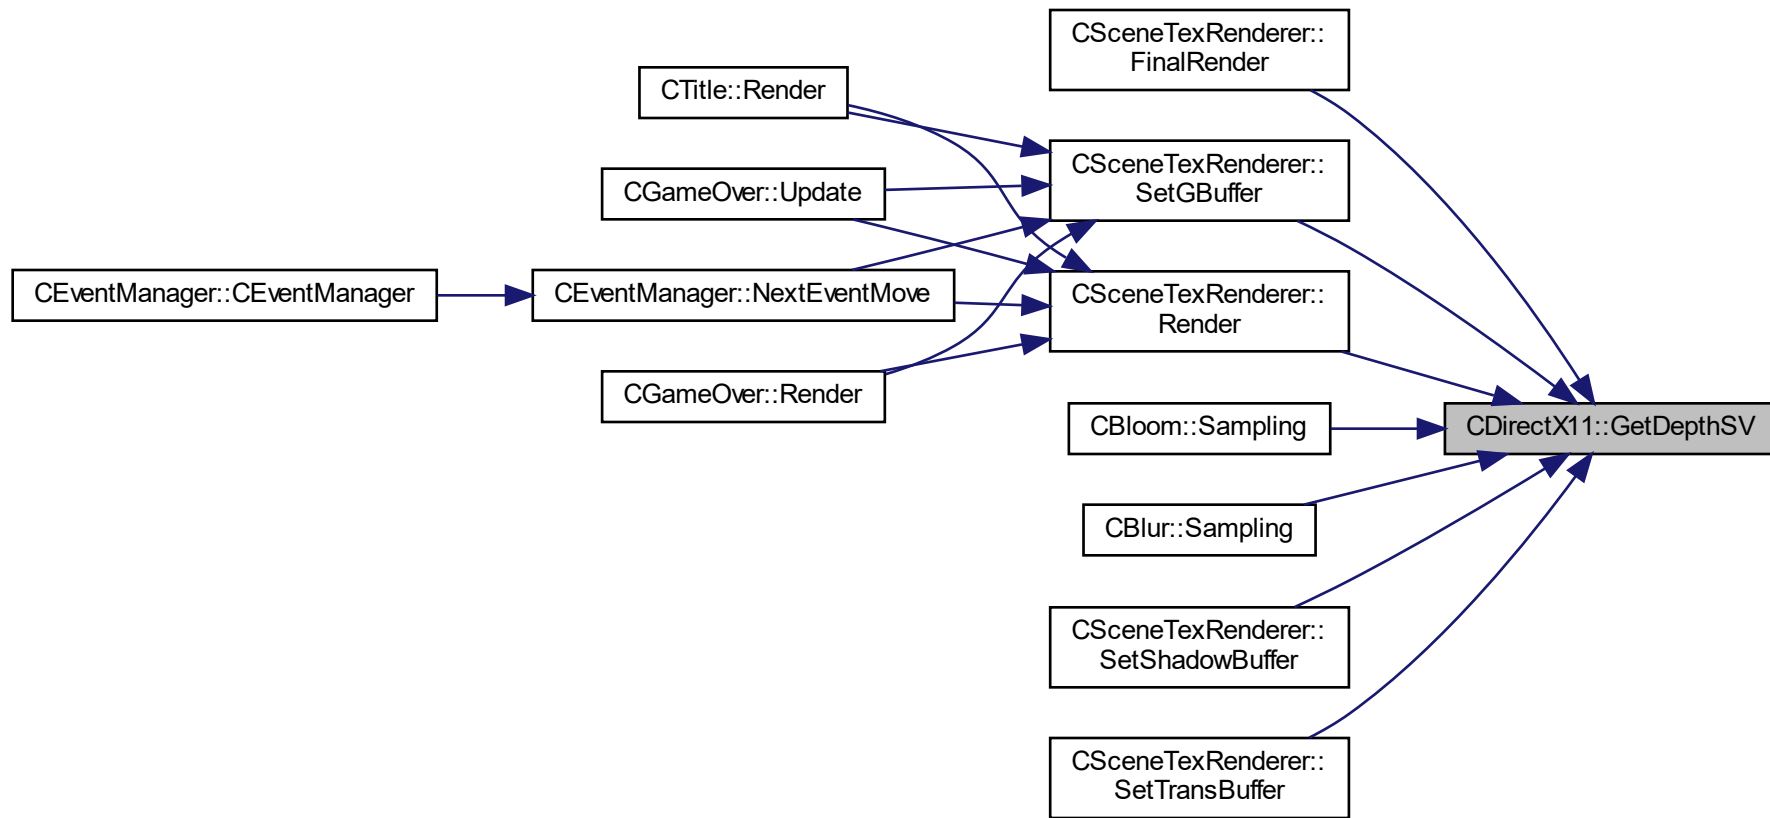 CSceneTexRenderer::
FinalRender
CTitle::Render
CSceneTexRenderer::
SetGBuffer
CGameOver::Update
CEventManager::CEventManager
CEventManager::NextEventMove
CSceneTexRenderer::
Render
CGameOver::Render
CBloom::Sampling
CDirectX11::GetDepthSV
CBlur::Sampling
CSceneTexRenderer::
SetShadowBuffer
CSceneTexRenderer::
SetTransBuffer